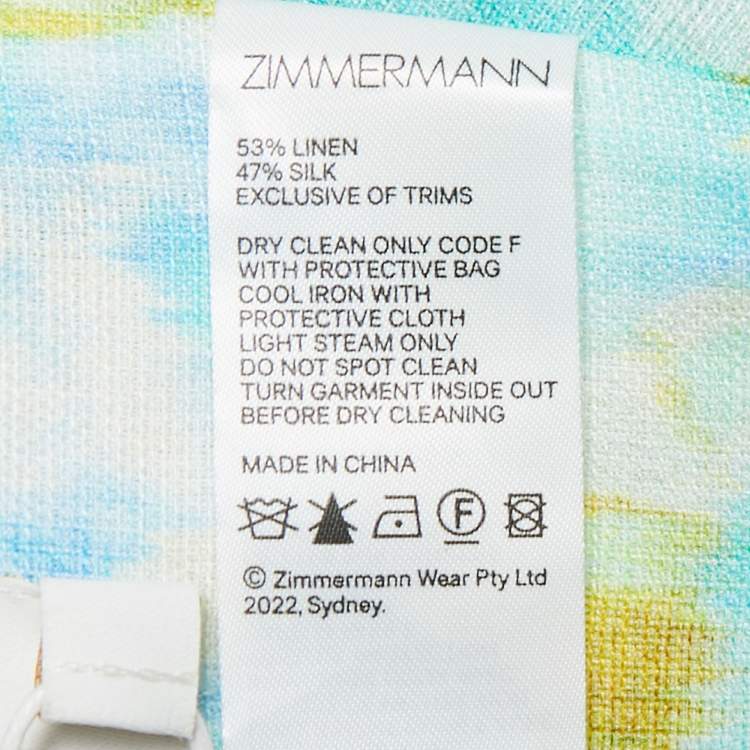 ZIMMERMANN
53% LINEN
47% SILK
EXCLUSIVE OF TRIMS
DRY CLEAN ONLY CODE F
WITH PROTECTIVE BAG
COOL IRON WITH
PROTECTIVE CLOTH
LIGHT STEAM ONLY
DO NOT SPOT CLEAN
TURN GARMENT INSIDE OUT
BEFORE DRY CLEANING
MADE IN CHINA
F
© Zimmermann Wear Pty Ltd
2022, Sydney.